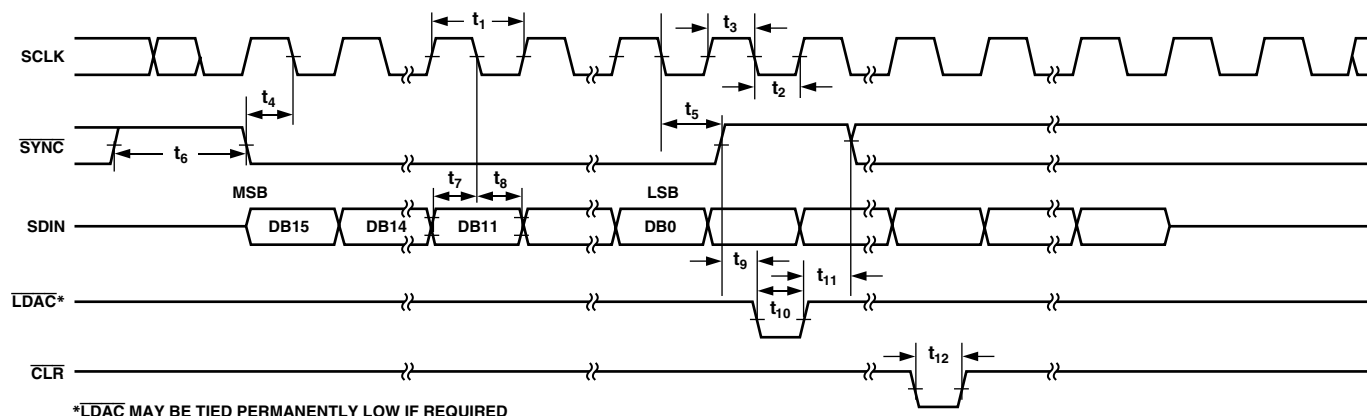 t1
t3
SCLK
t2
t4
t5
SYNC
t6
MSB
t7
t8
LSB
SDIN
DB15
DB14
DB11
DB0
t9
t11
LDAC*
t10
t12
CLR
*LDAC MAY BE TIED PERMANENTLY LOW IF REQUIRED